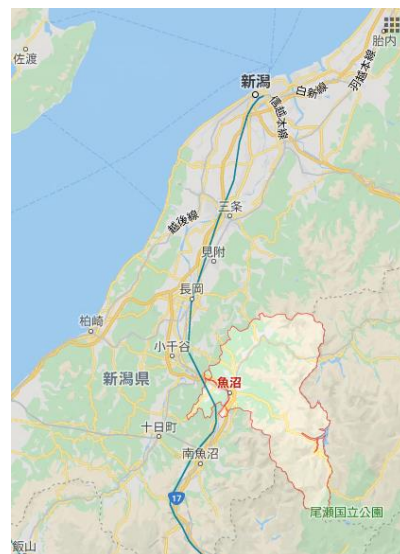 佐渡
胎内
新潟
白新線
羽越本線
信越本線
三条
越後線
見附
長岡
柏崎
小千谷
新潟県
魚沼
十日町
南魚沼
17
尾瀬国立公園
飯山